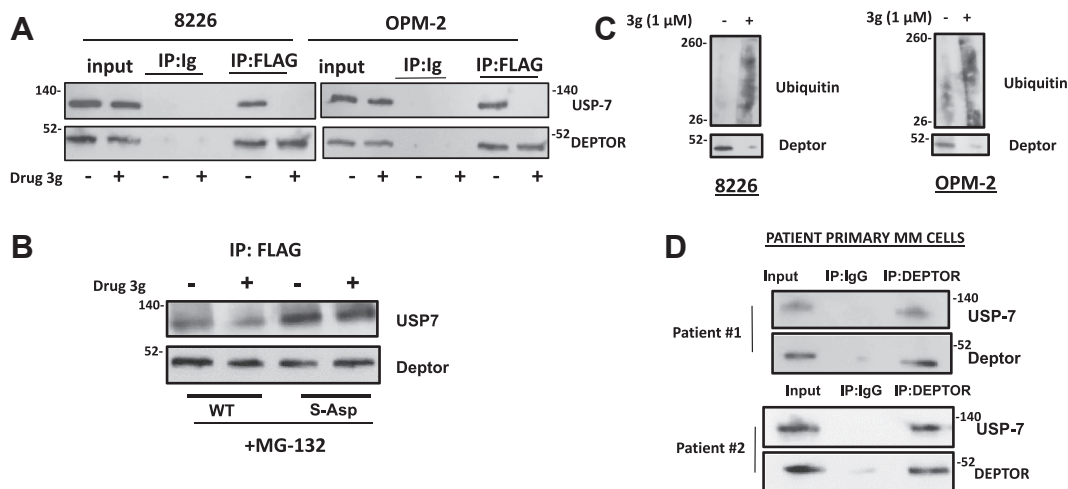 A
8226
OPM-2
input
IP:Ig
IP:FLAG
input
IP:Ig
IP:FLAG
140-
-140
USP-7
52-
-52
DEPTOR
Drug 3g
- + - + - + - + - + - +
B
IP: FLAG
Drug 3g - + - +
140-
USP7
52-
Deptor
WT
S-Asp
+MG-132
C
3g (1 µM) - +
260-
Ubiquitin
26-
52-
Deptor
8226
3g (1 µM) - +
260-
Ubiquitin
26-
52
Deptor
OPM-2
D
PATIENT PRIMARY MM CELLS
Input IP:IgG IP:DEPTOR
Patient #1
-140
USP-7
-52
Deptor
Input IP:IgG IP:DEPTOR
Patient #2
-140
USP-7
-52
DEPTOR